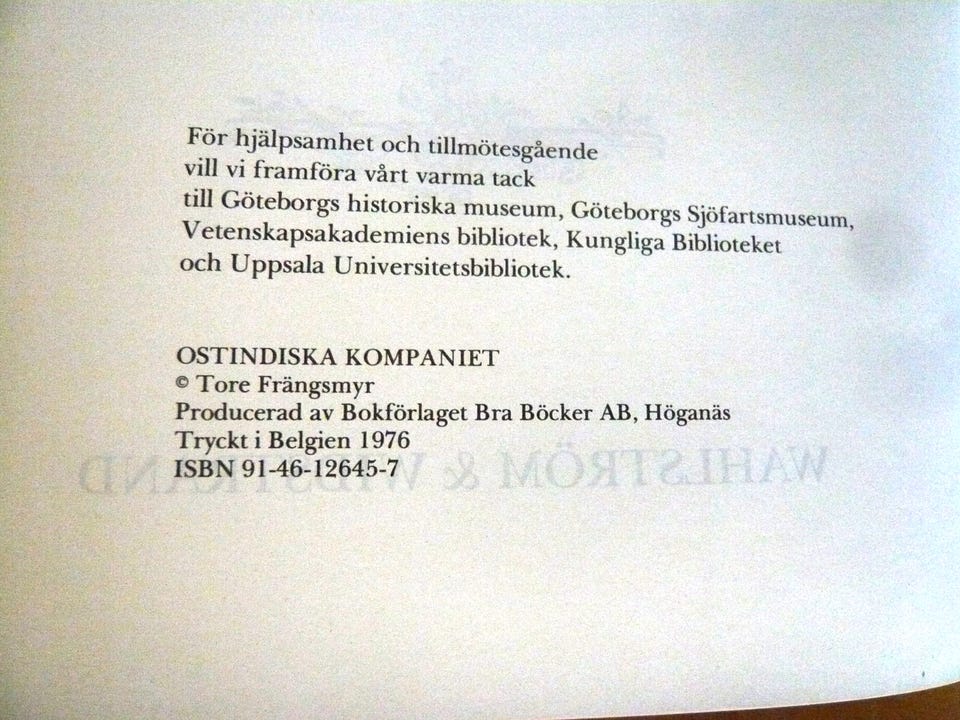 För hjälpsamhet och tillmötesgående
vill vi framföra vårt varma tack
till Göteborgs historiska museum, Göteborgs Sjöfartsmuseum,
Vetenskapsakademiens bibliotek, Kungliga Biblioteket
och Uppsala Universitetsbibliotek.
OSTINDISKA KOMPANIET
© Tore Frängsmyr
Producerad av Bokförlaget Bra Böcker AB, Höganäs
Tryckt i Belgien 1976
ISBN 91-46-12645-7
WAHLSTRÖM & WIDSTRAND